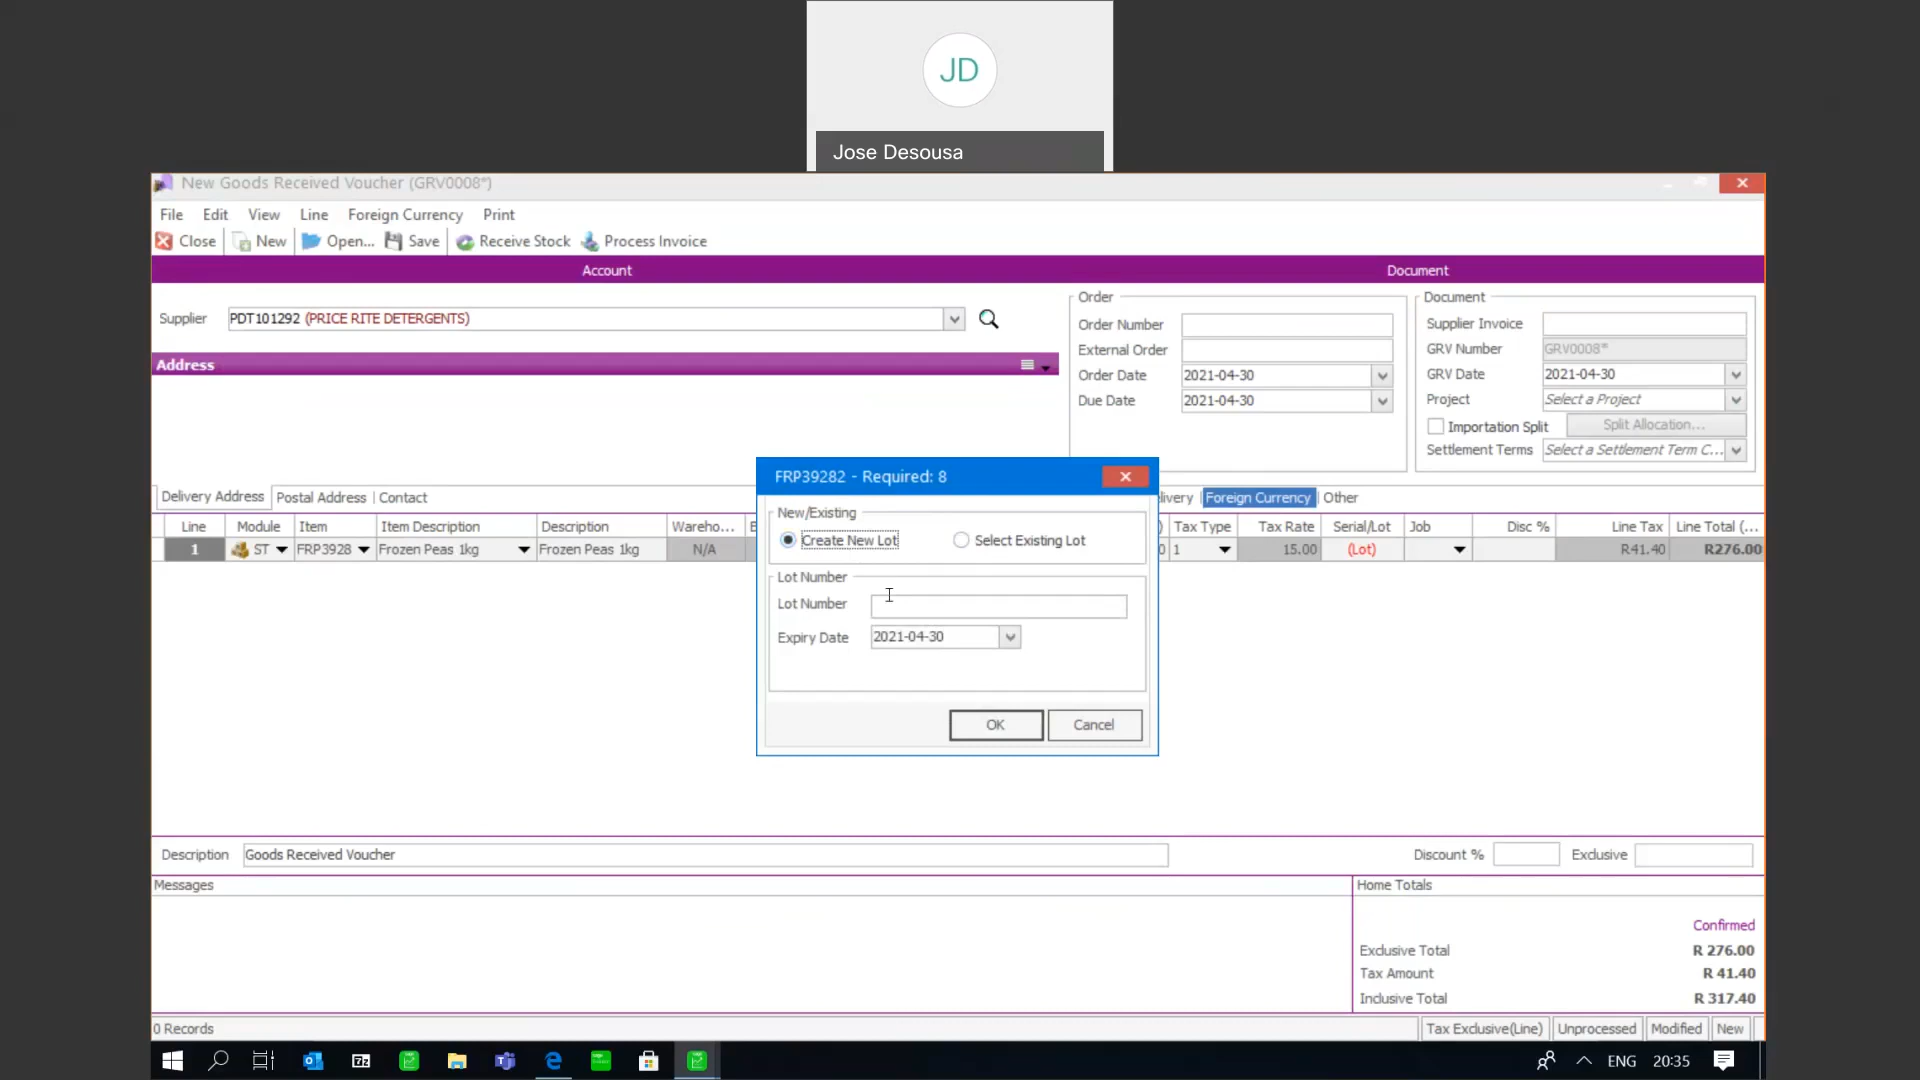 JD
Jose Desousa
New Goods Received Voucher (GRV0008*)
File Edit View Line Foreign Currency Print
Close New Open... Save Receive Stock Process Invoice
Account Document
Supplier PDT101292 (PRICE RITE DETERGENTS)
Address
Order
Order Number
External Order
Order Date 2021-04-30
Due Date 2021-04-30
Document
Supplier Invoice
GRV Number GRV0008*
GRV Date 2021-04-30
Project Select a Project
Importation Split Split Allocation...
Settlement Terms Select a Settlement Term C...
Delivery Address Postal Address Contact livery Foreign Currency Other
Line Module Item Item Description Description Wareho... E ) Tax Type Tax Rate Serial/Lot Job Disc % Line Tax Line Total (...
1 ST FRP3928 Frozen Peas 1kg Frozen Peas 1kg N/A 0 1 15.00 (Lot) R41.40 R276.00
FRP39282 - Required: 8
New/Existing
Create New Lot Select Existing Lot
Lot Number
Lot Number
Expiry Date 2021-04-30
OK Cancel
Description Goods Received Voucher Discount % Exclusive
Messages Home Totals
Confirmed
Exclusive Total R 276.00
Tax Amount R 41.40
Inclusive Total R 317.40
0 Records Tax Exclusive(Line) Unprocessed Modified New
ENG 20:35